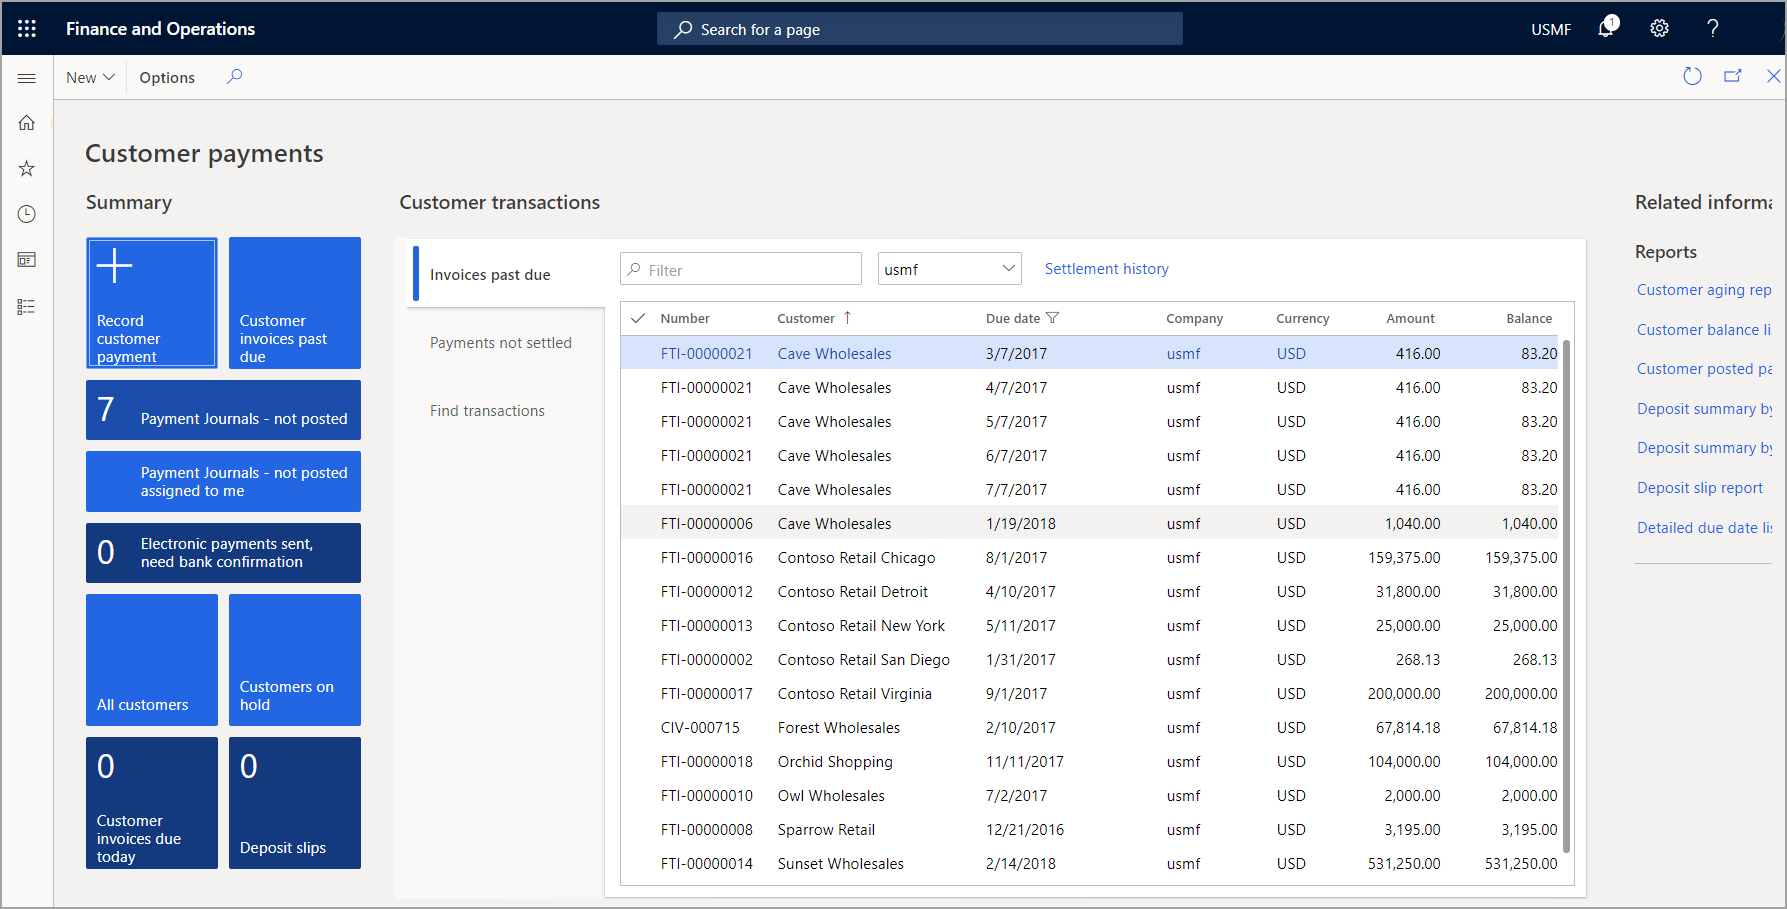 Finance and Operations
Search for a page
USMF
1
?
New
Options
Customer payments
Summary
Record
customer
payment
Customer
invoices past
due
7
Payment Journals - not posted
Payment Journals - not posted
assigned to me
0
Electronic payments sent,
need bank confirmation
All customers
Customers on
hold
0
Customer
invoices due
today
0
Deposit slips
Customer transactions
Invoices past due
Payments not settled
Find transactions
Filter
usmf
Settlement history
Number Customer Due date Company Currency Amount Balance
FTI-00000021 Cave Wholesales 3/7/2017 usmf USD 416.00 83.20
FTI-00000021 Cave Wholesales 4/7/2017 usmf USD 416.00 83.20
FTI-00000021 Cave Wholesales 5/7/2017 usmf USD 416.00 83.20
FTI-00000021 Cave Wholesales 6/7/2017 usmf USD 416.00 83.20
FTI-00000021 Cave Wholesales 7/7/2017 usmf USD 416.00 83.20
FTI-00000006 Cave Wholesales 1/19/2018 usmf USD 1,040.00 1,040.00
FTI-00000016 Contoso Retail Chicago 8/1/2017 usmf USD 159,375.00 159,375.00
FTI-00000012 Contoso Retail Detroit 4/10/2017 usmf USD 31,800.00 31,800.00
FTI-00000013 Contoso Retail New York 5/11/2017 usmf USD 25,000.00 25,000.00
FTI-00000002 Contoso Retail San Diego 1/31/2017 usmf USD 268.13 268.13
FTI-00000017 Contoso Retail Virginia 9/1/2017 usmf USD 200,000.00 200,000.00
CIV-000715 Forest Wholesales 2/10/2017 usmf USD 67,814.18 67,814.18
FTI-00000018 Orchid Shopping 11/11/2017 usmf USD 104,000.00 104,000.00
FTI-00000010 Owl Wholesales 7/2/2017 usmf USD 2,000.00 2,000.00
FTI-00000008 Sparrow Retail 12/21/2016 usmf USD 3,195.00 3,195.00
FTI-00000014 Sunset Wholesales 2/14/2018 usmf USD 531,250.00 531,250.00
Related informa
Reports
Customer aging rep
Customer balance li
Customer posted pa
Deposit summary by
Deposit summary by
Deposit slip report
Detailed due date lis